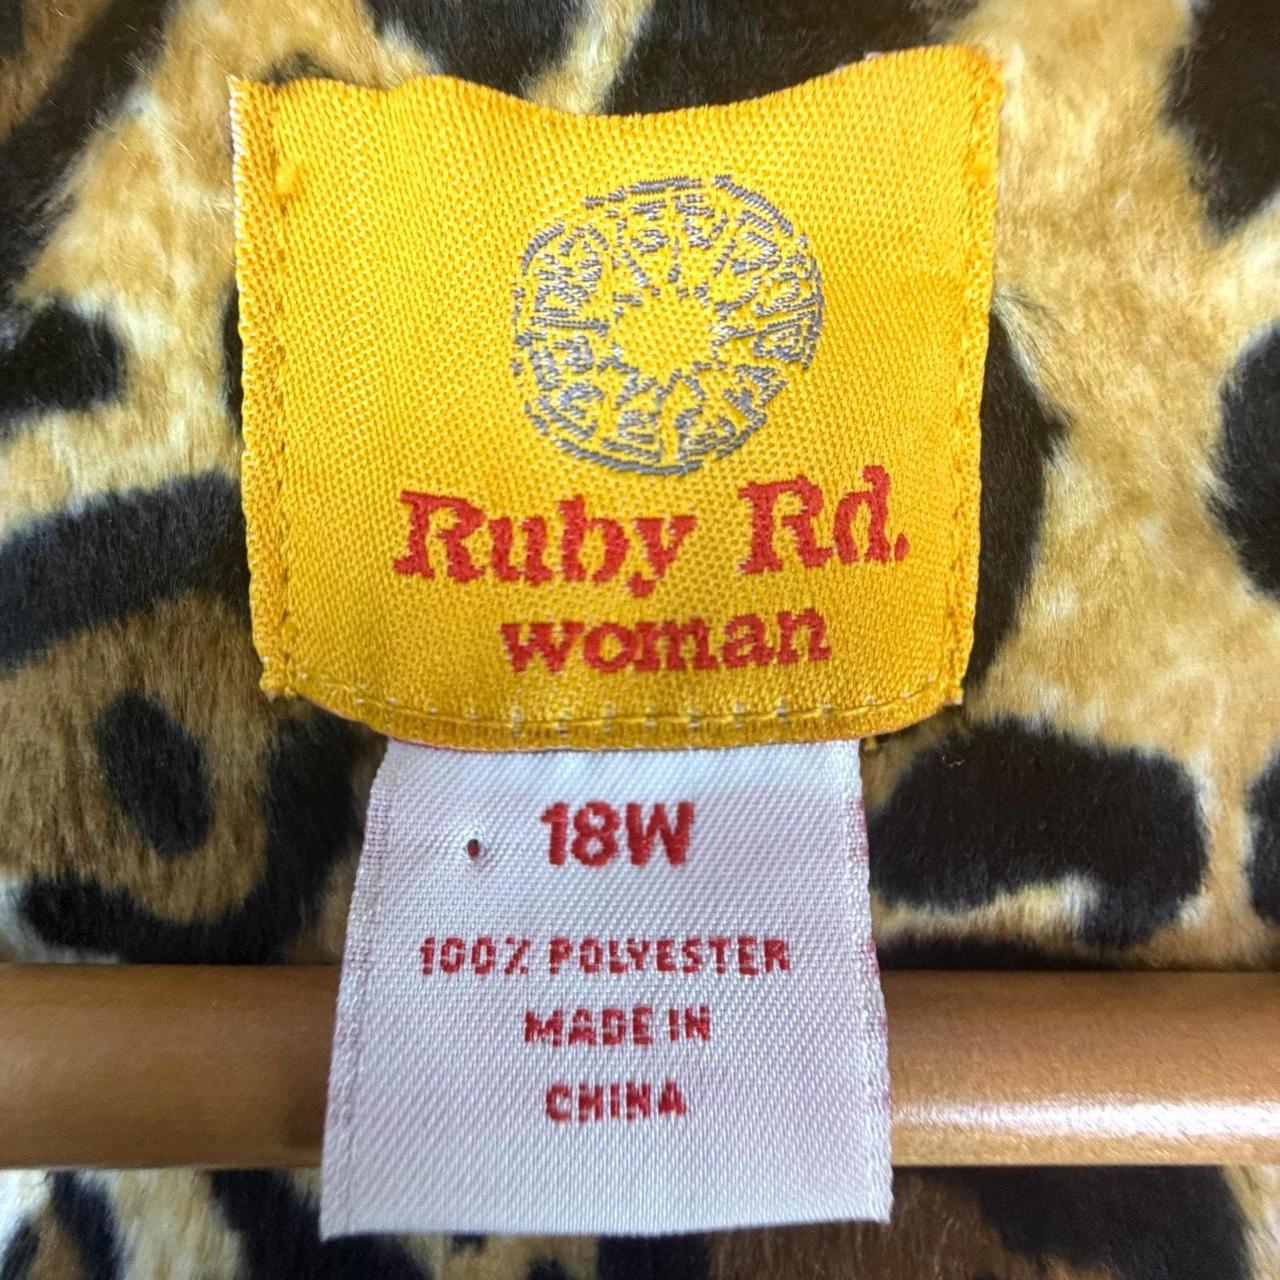 Ruby Rd.
woman
18W
100% POLYESTER
MADE IN
CHINA